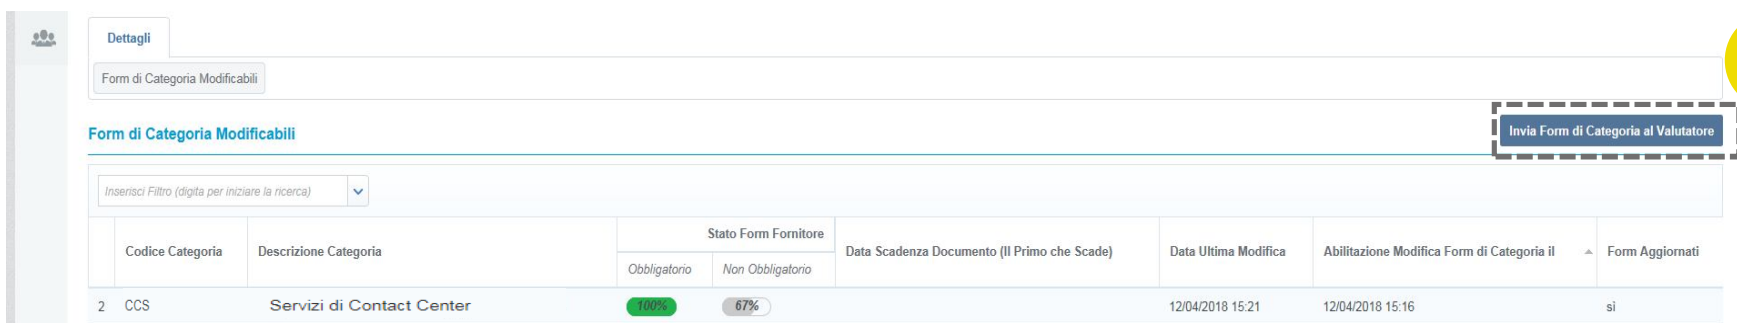 Dettagli
Form di Categoria Modificabili
Form di Categoria Modificabili
Invia Form di Categoria al Valutatore
Inserisci Filtro (digita per iniziare la ricerca)
Codice Categoria Descrizione Categoria Stato Form Fornitore Data Scadenza Documento (Il Primo che Scade) Data Ultima Modifica Abilitazione Modifica Form di Categoria il Form Aggiornati
Obbligatorio Non Obbligatorio
2 CCS Servizi di Contact Center 100% 67% 12/04/2018 15:21 12/04/2018 15:16 si